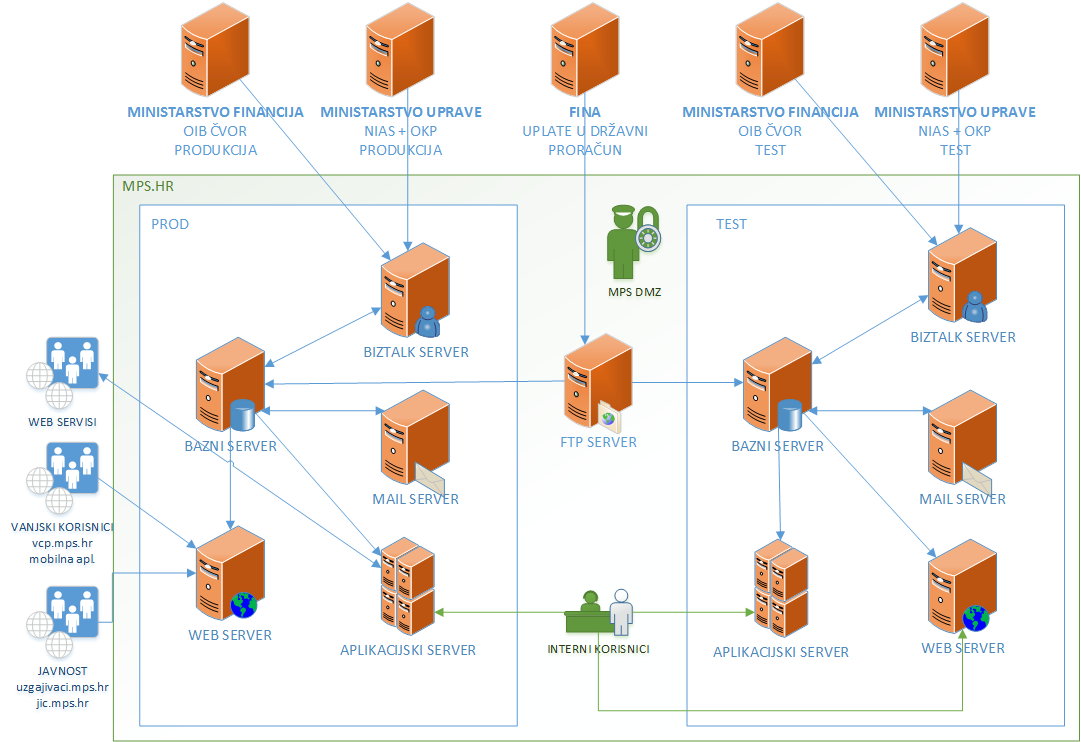 MINISTARSTVO FINANCIJA
OIB ČVOR
PRODUKCIJA
MINISTARSTVO UPRAVE
NIAS + OKP
PRODUKCIJA
FINA
UPLATE U DRŽAVNI
PRORAČUN
MINISTARSTVO FINANCIJA
OIB ČVOR
TEST
MINISTARSTVO UPRAVE
NIAS + OKP
TEST
MPS.HR
PROD
TEST
MPS DMZ
BIZTALK SERVER
BIZTALK SERVER
WEB SERVISI
BAZNI SERVER
FTP SERVER
BAZNI SERVER
MAIL SERVER
MAIL SERVER
VANJSKI KORISNICI
vcp.mps.hr
mobilna apl.
WEB SERVER
APLIKACIJSKI SERVER
INTERNI KORISNICI
APLIKACIJSKI SERVER
WEB SERVER
JAVNOST
uzgajivaci.mps.hr
jic.mps.hr